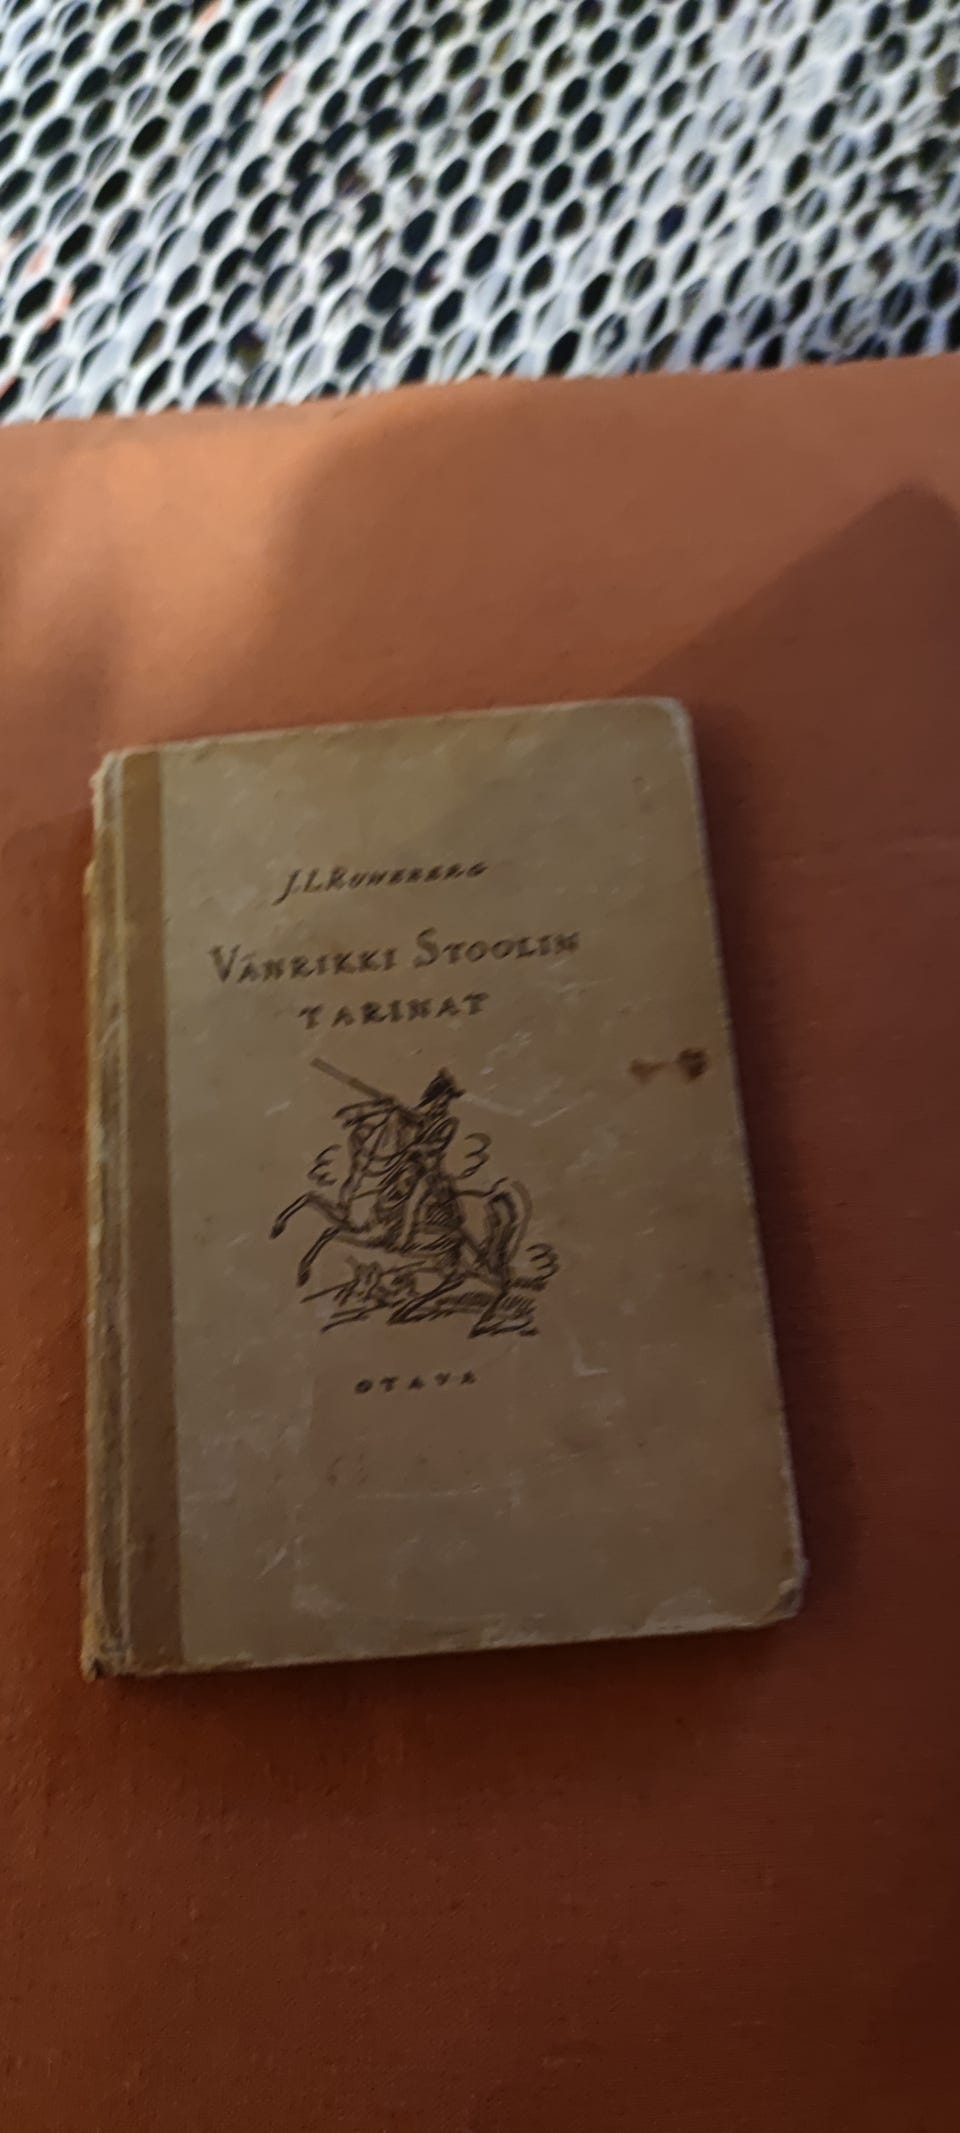 J.L.RUNEBERG
VÄNRIKKI STOOLIN
TARINAT
OTAVA